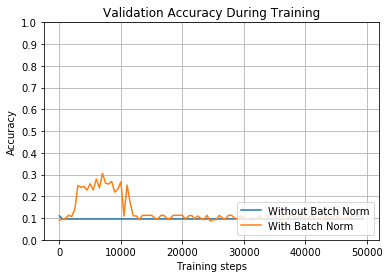 Validation Accuracy During Training
1.0
0.9
0.8
0.7
0.6
0.5
0.4
0.3
0.2
0.1
0.0
Accuracy
Without Batch Norm
With Batch Norm
0 10000 20000 30000 40000 50000
Training steps